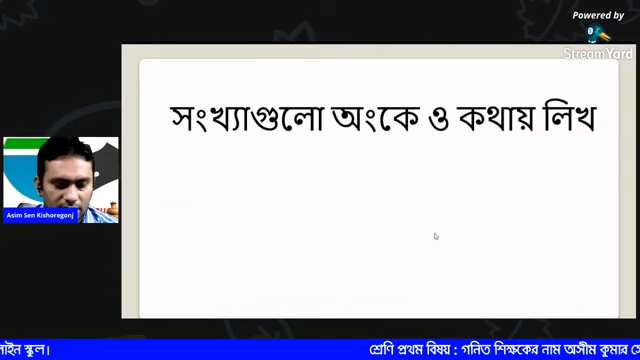 Powered by
StreamYard
সংখ্যাগুলো অংকে ও কথায় লিখ
Asim Sen Kishoregonj
লাইন স্কুল। শ্রেণি প্রথম বিষয় : গনিত শিক্ষকের নাম অসীম কুমার সে